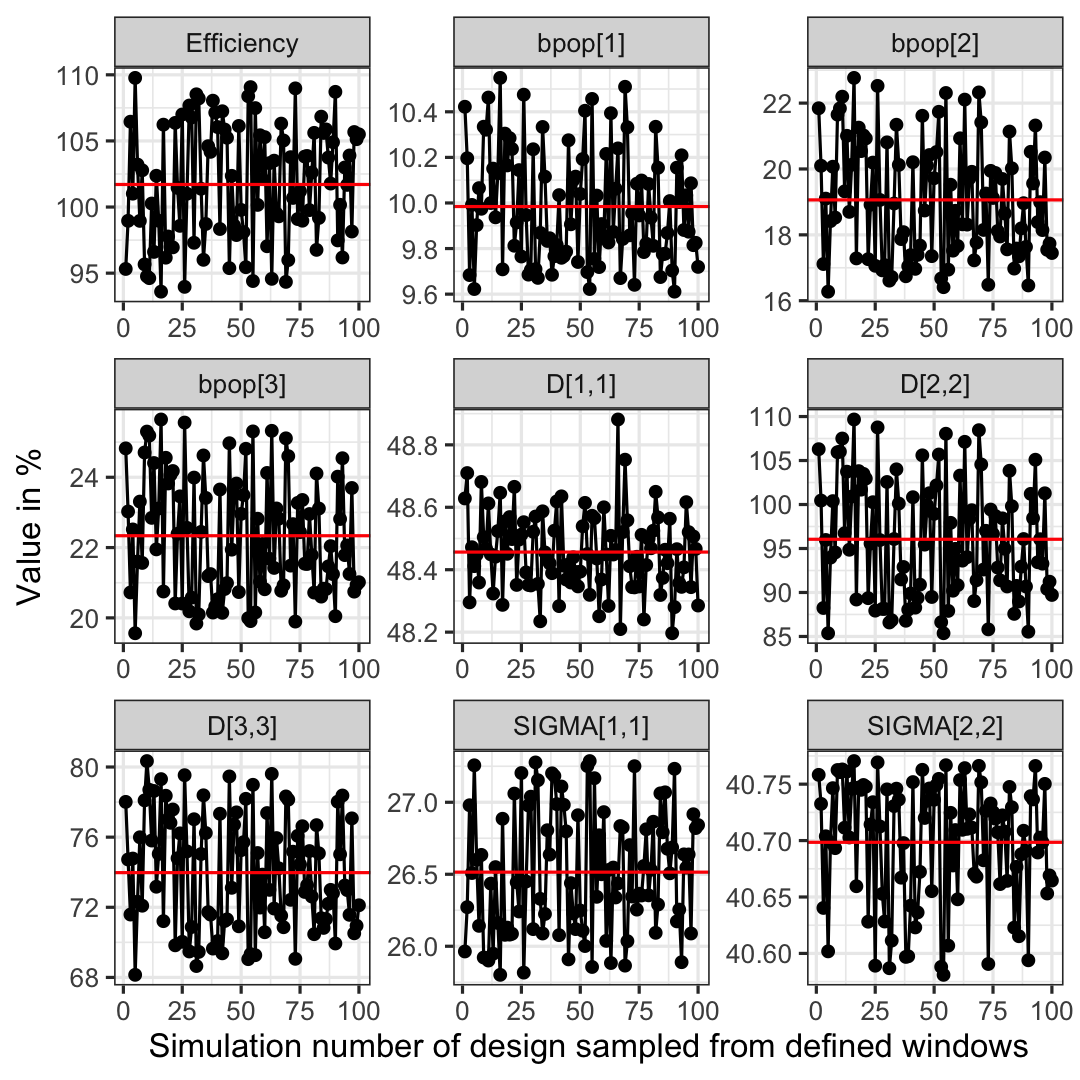 Efficiency
bpop[1]
bpop[2]
110
105
100
95
10.4
10.2
10.0
9.8
9.6
22
20
18
16
0 25 50 75 100
0 25 50 75 100
0 25 50 75 100
bpop[3]
D[1,1]
D[2,2]
Value in %
24
22
20
48.8
48.6
48.4
48.2
110
105
100
95
90
85
0 25 50 75 100
0 25 50 75 100
0 25 50 75 100
D[3,3]
SIGMA[1,1]
SIGMA[2,2]
80
76
72
68
27.0
26.5
26.0
40.75
40.70
40.65
40.60
0 25 50 75 100
0 25 50 75 100
0 25 50 75 100
Simulation number of design sampled from defined windows